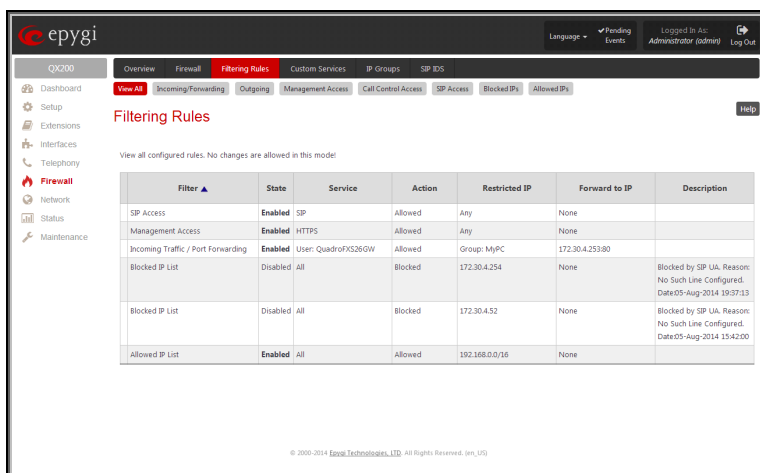 epygi
Language
Pending Events
Logged In As:
Administrator (admin)
Log Out
QX200
Dashboard
Setup
Extensions
Interfaces
Telephony
Firewall
Network
Status
Maintenance
Overview Firewall Filtering Rules Custom Services IP Groups SIP IDS
View All Incoming/Forwarding Outgoing Management Access Call Control Access SIP Access Blocked IPs Allowed IPs
Filtering Rules
Help
View all configured rules. No changes are allowed in this mode!
Filter State Service Action Restricted IP Forward to IP Description
SIP Access Enabled SIP Allowed Any None
Management Access Enabled HTTPS Allowed Any None
Incoming Traffic / Port Forwarding Enabled User: QuadroFXS26GW Allowed Group: MyPC 172.30.4.253:80
Blocked IP List Disabled All Blocked 172.30.4.254 None Blocked by SIP UA. Reason:
No Such Line Configured.
Date:05-Aug-2014 19:37:13
Blocked IP List Disabled All Blocked 172.30.4.52 None Blocked by SIP UA. Reason:
No Such Line Configured.
Date:05-Aug-2014 15:42:00
Allowed IP List Enabled All Allowed 192.168.0.0/16 None
© 2000-2014 Epygi Technologies, LTD. All Rights Reserved. (en_US)